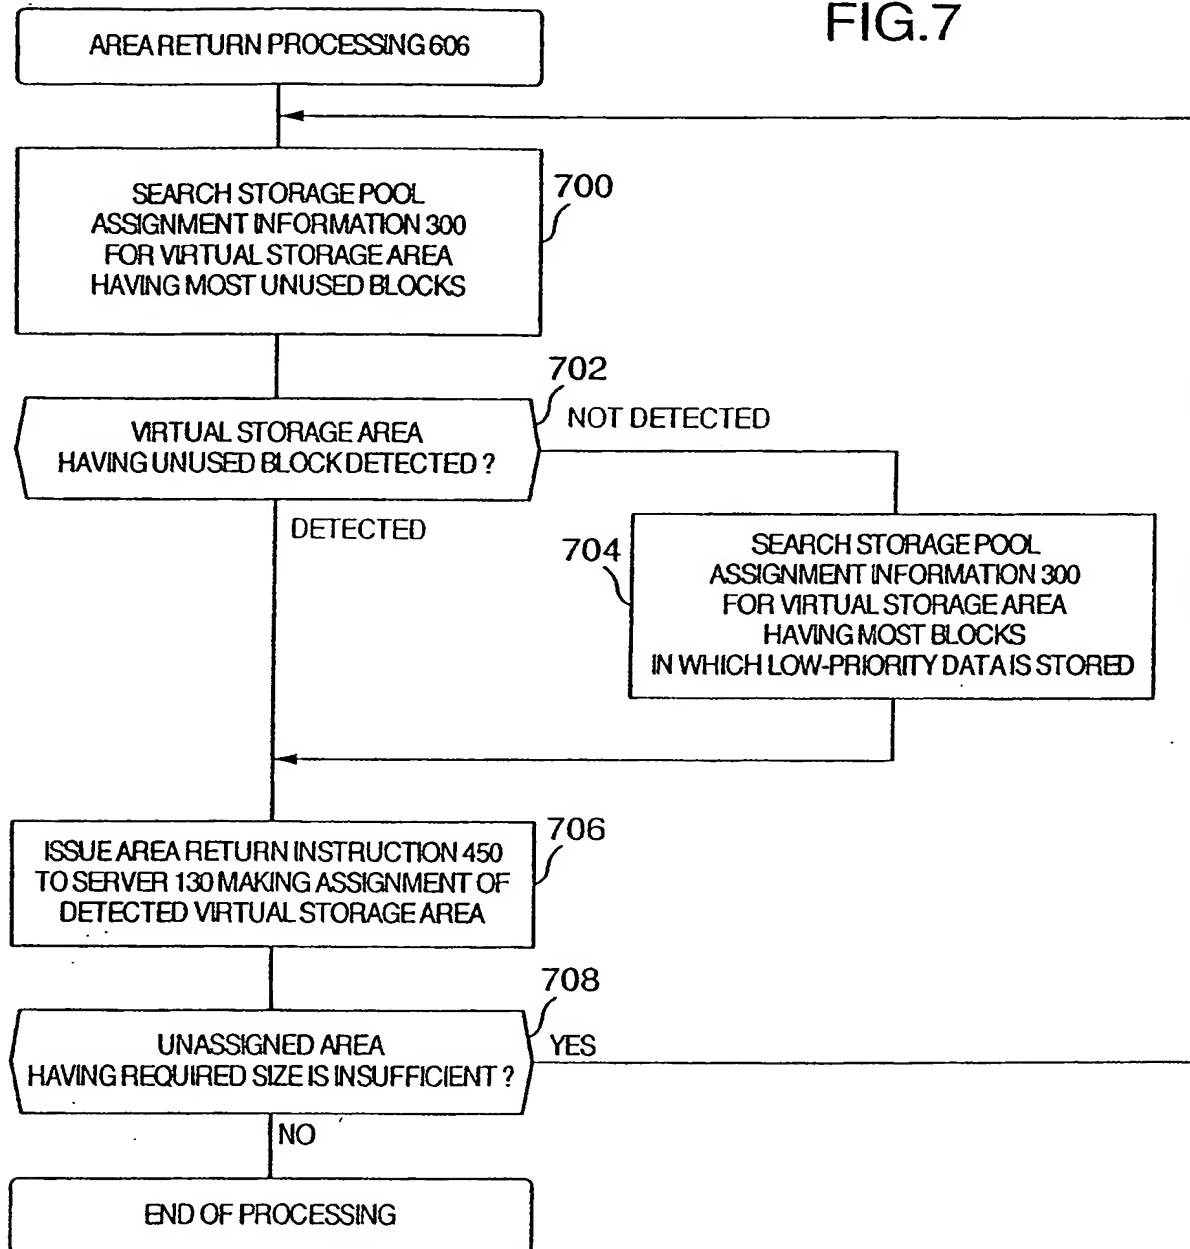 FIG.7
AREA RETURN PROCESSING 606
SEARCH STORAGE POOL
ASSIGNMENT INFORMATION 300
FOR VIRTUAL STORAGE AREA
HAVING MOST UNUSED BLOCKS
700
702
VIRTUAL STORAGE AREA
HAVING UNUSED BLOCK DETECTED ?
NOT DETECTED
DETECTED
704
SEARCH STORAGE POOL
ASSIGNMENT INFORMATION 300
FOR VIRTUAL STORAGE AREA
HAVING MOST BLOCKS
IN WHICH LOW-PRIORITY DATA IS STORED
706
ISSUE AREA RETURN INSTRUCTION 450
TO SERVER 130 MAKING ASSIGNMENT OF
DETECTED VIRTUAL STORAGE AREA
708
UNASSIGNED AREA
HAVING REQUIRED SIZE IS INSUFFICIENT ?
YES
NO
END OF PROCESSING